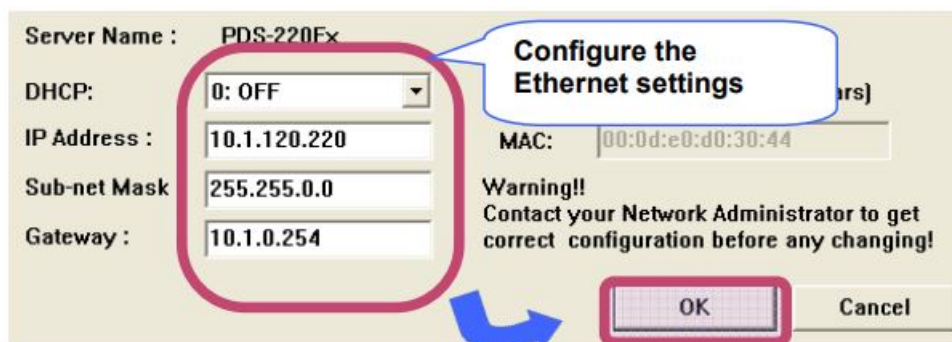 Server Name : PDS-220Fx
Configure the
Ethernet settings
DHCP: 0: OFF
rs)
IP Address : 10.1.120.220
MAC: 00:0d:e0:d0:30:44
Sub-net Mask 255.255.0.0
Warning!!
Contact your Network Administrator to get
correct configuration before any changing!
Gateway : 10.1.0.254
OK Cancel